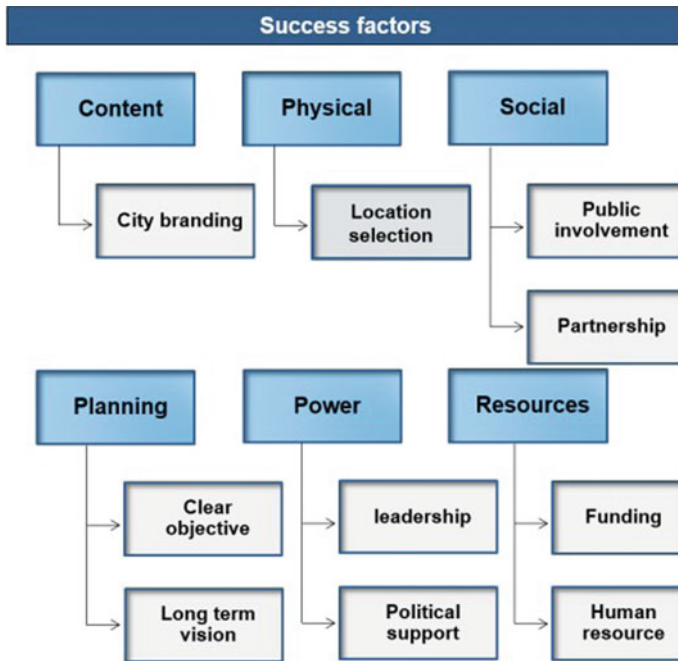 Success factors
Content
Physical
Social
City branding
Location
selection
Public
involvement
Partnership
Planning
Power
Resources
Clear
objective
leadership
Funding
Long term
vision
Political
support
Human
resource